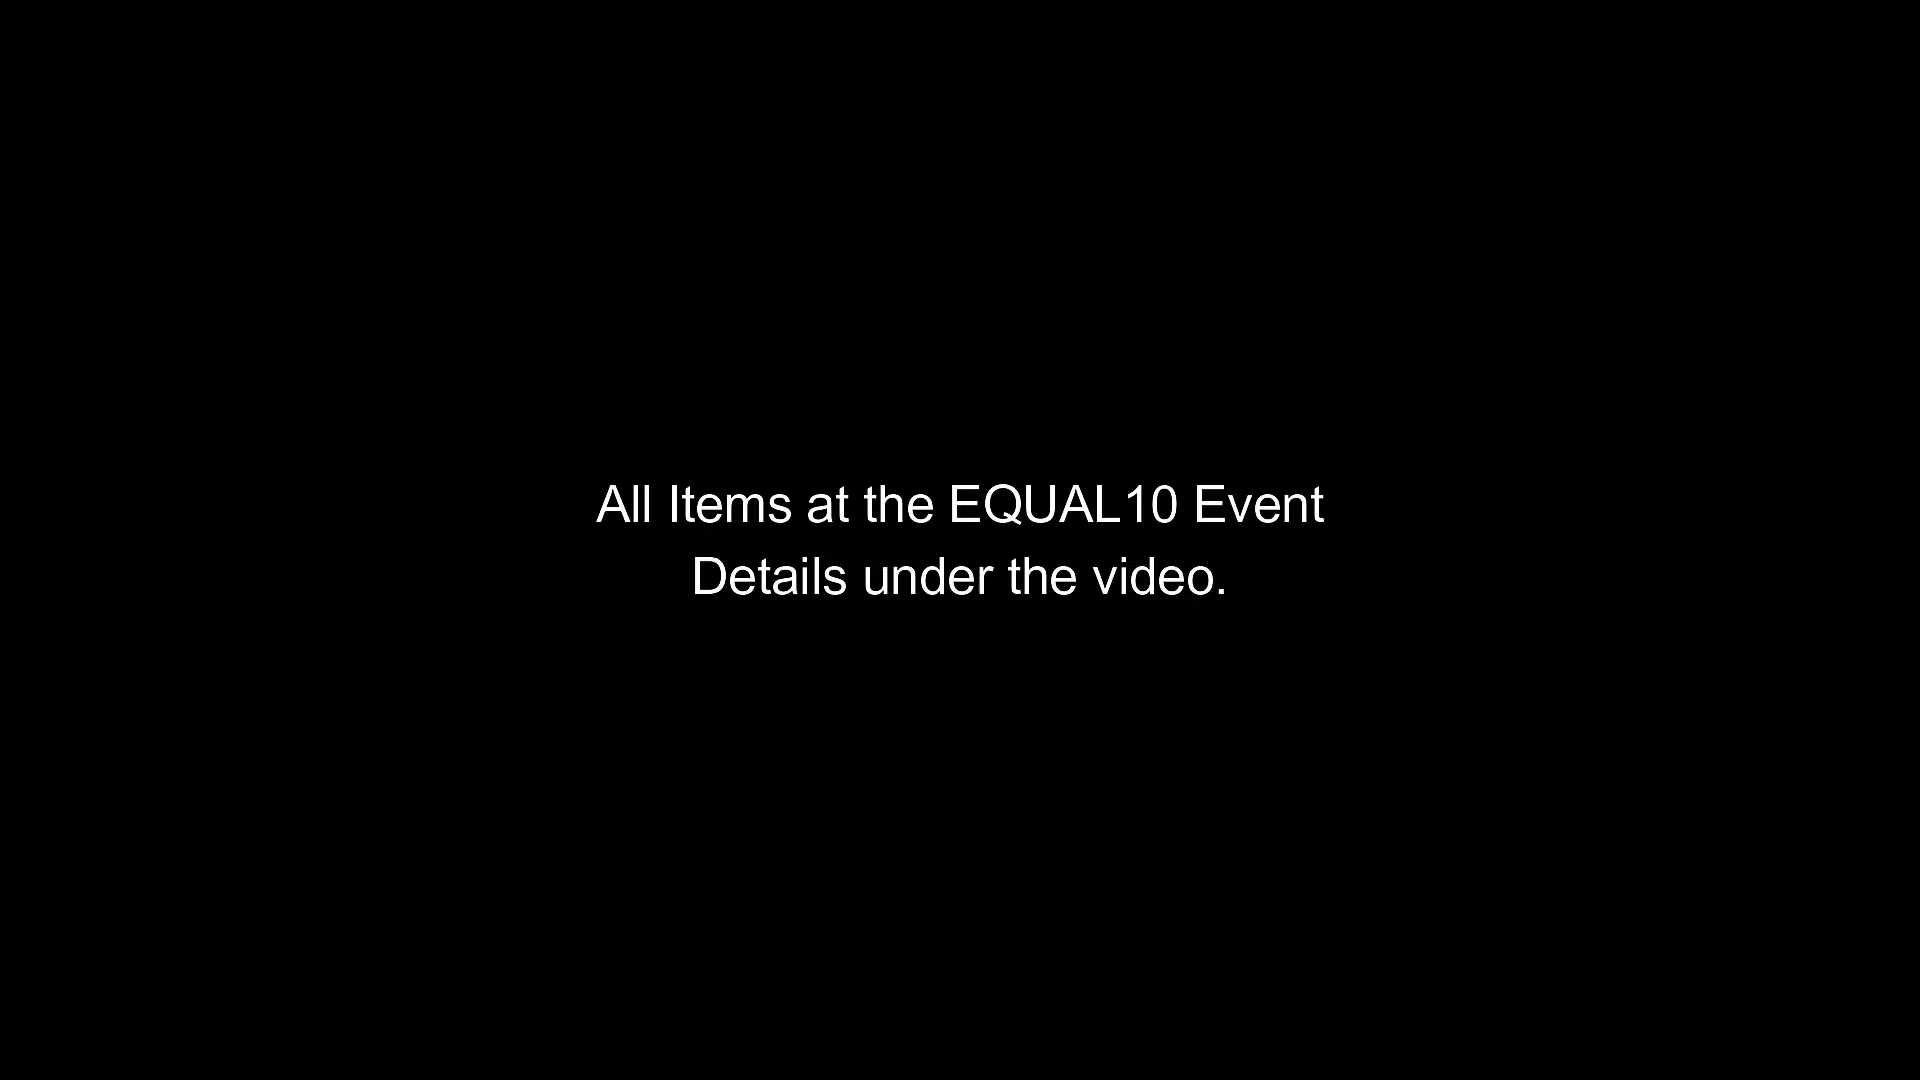 All Items at the EQUAL10 Event
Details under the video.